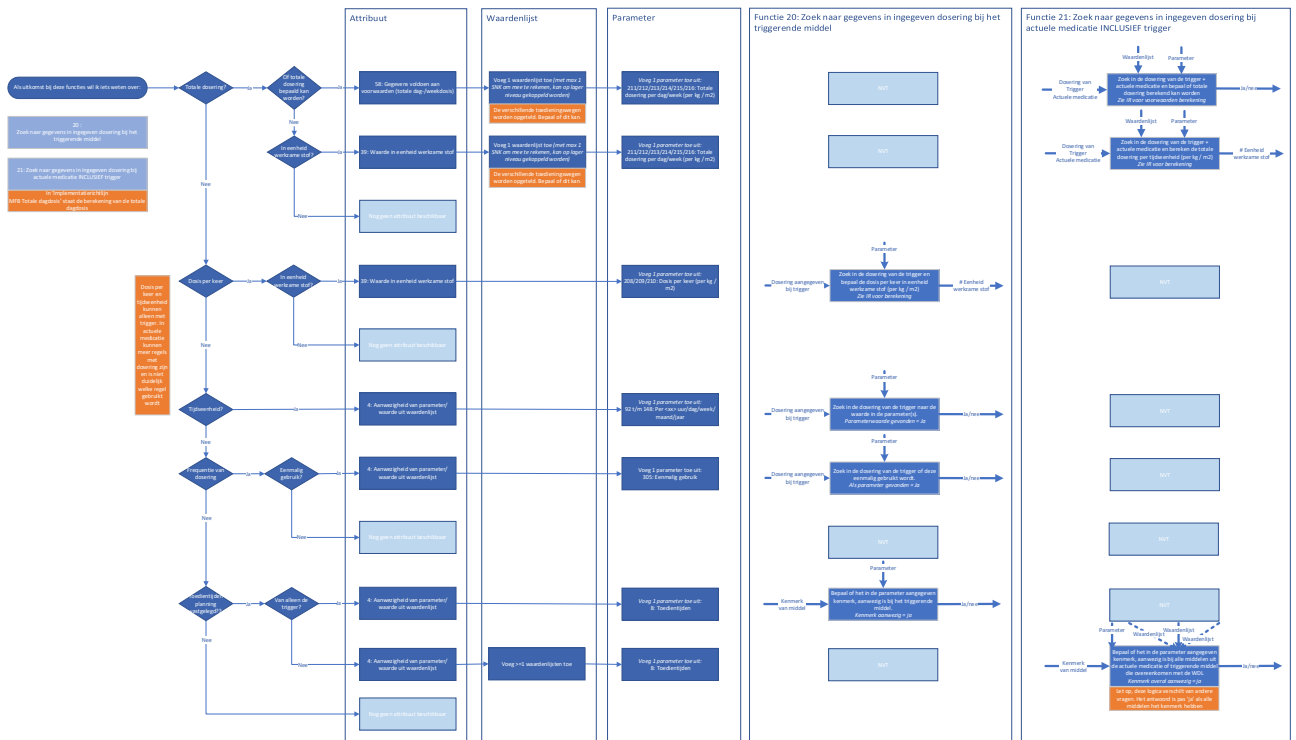 Attribuut
Waardenlijst
Parameter
Functie 20: Zoek naar gegevens in ingegeven dosering bij het
triggerende middel
Functie 21: Zoek naar gegevens in ingegeven dosering bij
actuele medicatie INCLUSIEF trigger
Als uitkomst bij deze functies wil ik iets weten over:
Totale dosering?
Ja
Of totale
dosering
bepaald kan
worden?
Ja
58: Gegevens voldoen aan
voorwaarden (totale dag-/weekdosis)
Voeg 1 waardenlijst toe (met max 1
SNK om mee te rekenen, kan op lager
niveau gekoppeld worden)
De verschillende toedieningswegen
worden opgeteld. Bepaal of dit kan.
Voeg 1 parameter toe uit:
211/212/213/214/215/216: Totale
dosering per dag/week (per kg / m2)
NVT
Waardenlijst
Parameter
Dosering van
Trigger
Actuele medicatie
Zoek in de dosering van de trigger +
actuele medicatie en bepaal of totale
dosering berekend kan worden
Zie IR voor voorwaarden berekening
Ja/nee
20 :
Zoek naar gegevens in ingegeven dosering bij het
triggerende middel
Nee
In eenheid
werkzame stof?
Ja
39: Waarde in eenheid werkzame stof
Voeg 1 waardenlijst toe (met max 1
SNK om mee te rekenen, kan op lager
niveau gekoppeld worden)
De verschillende toedieningswegen
worden opgeteld. Bepaal of dit kan.
Voeg 1 parameter toe uit:
211/212/213/214/215/216: Totale
dosering per dag/week (per kg / m2)
NVT
Waardenlijst
Parameter
Dosering van
Trigger
Actuele medicatie
Zoek in de dosering van de trigger +
actuele medicatie en bereken de totale
dosering per tijdseenheid (per kg / m2)
Zie IR voor berekening
# Eenheid
werkzame stof
21: Zoek naar gegevens in ingegeven dosering bij
actuele medicatie INCLUSIEF trigger
In 'Implementatierichtlijn
MFB Totale dagdosis' staat de berekening van de totale
dagdosis
Nee
Nee
Nog geen attribuut beschikbaar
Dosis per
keer en
tijdseenheid
kunnen
alleen met
trigger. In
actuele
medicatie
kunnen
meer regels
met
dosering zijn
en is niet
duidelijk
welke regel
gebruikt
wordt
Dosis per keer
Ja
In eenheid
werkzame stof?
Ja
39: Waarde in eenheid werkzame stof
Voeg 1 parameter toe uit:
208/209/210: Dosis per keer (per kg /
m2)
Parameter
Dosering aangegeven
bij trigger
Zoek in de dosering van de trigger en
bepaal de dosis per keer in eenheid
werkzame stof (per kg / m2)
Zie IR voor berekening
# Eenheid
werkzame stof
NVT
Nee
Nee
Nog geen attribuut beschikbaar
Tijdseenheid?
Ja
4: Aanwezigheid van parameter/
waarde uit waardenlijst
Voeg 1 parameter toe uit:
92 t/m 148: Per <xx> uur/dag/week/
maand/jaar
Parameter
Dosering aangegeven
bij trigger
Zoek in de dosering van de trigger naar de
waarde in de parameter(s).
Parameterwaarde gevonden = Ja
Ja/nee
NVT
Nee
Frequentie van
dosering
Ja
Eenmalig
gebruik?
Ja
4: Aanwezigheid van parameter/
waarde uit waardenlijst
Voeg 1 parameter toe uit:
305: Eenmalig gebruik
Parameter
Dosering aangegeven
bij trigger
Zoek in de dosering van de trigger of deze
eenmalig gebruikt wordt.
Als parameter gevonden = Ja
Ja/nee
NVT
Nee
Nee
Nog geen attribuut beschikbaar
NVT
NVT
Toedientijden
planning
vastgelegd?
Ja
Van alleen de
trigger?
Ja
4: Aanwezigheid van parameter/
waarde uit waardenlijst
Voeg 1 parameter toe uit:
8: Toedientijden
Parameter
Kenmerk
van middel
Bepaal of het in de parameter aangegeven
kenmerk, aanwezig is bij het triggerende
middel.
Kenmerk aanwezig = ja
Ja/nee
NVT
Nee
Nee
4: Aanwezigheid van parameter/
waarde uit waardenlijst
Voeg >=1 waardenlijsten toe
Voeg 1 parameter toe uit:
8: Toedientijden
NVT
Parameter
Waardenlijst
Waardenlijst
Waardenlijst
Kenmerk
van middel
Bepaal of het in de parameter aangegeven
kenmerk, aanwezig is bij alle middelen uit
de actuele medicatie of triggerende middel
die overeenkomen met de WDL
Kenmerk overal aanwezig = ja
Ja/nee
Let op, deze logica verschilt van andere
vragen. Het antwoord is pas 'ja' als alle
middelen het kenmerk hebben
Nog geen attribuut beschikbaar